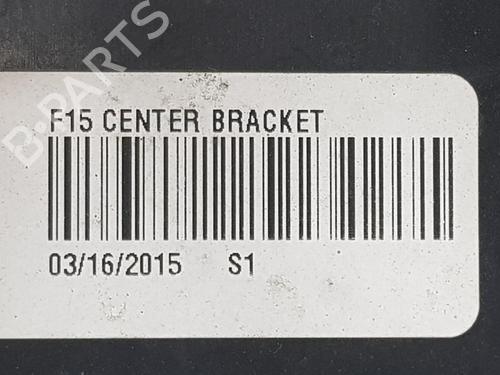 F15 CENTER BRACKET
03/16/2015 S1
B-PARTS